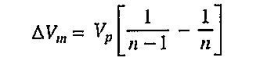 ΔV_m = V_p [ 1/(n − 1) − 1/n ]